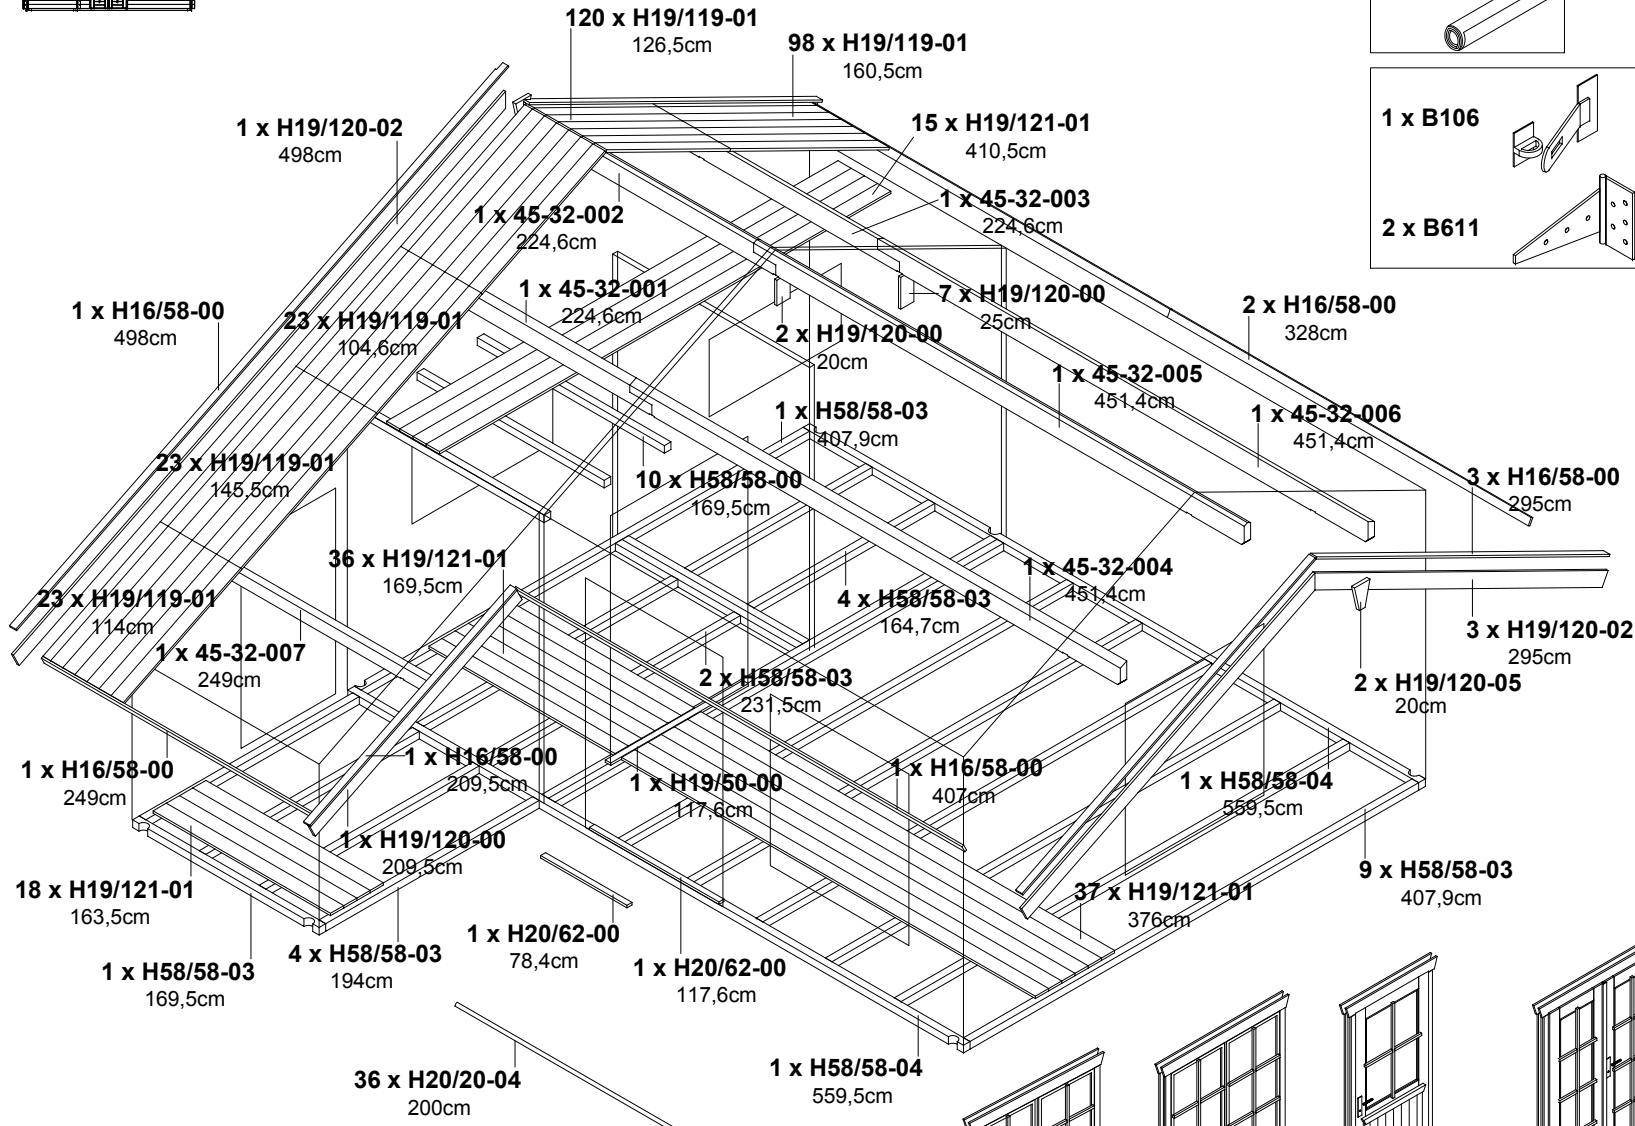 120 x H19/119-01
126,5cm
98 x H19/119-01
160,5cm
1 x H19/120-02
498cm
15 x H19/121-01
410,5cm
1 x B106
1 x 45-32-002
224,6cm
1 x 45-32-003
224,6cm
2 x B611
1 x H16/58-00
498cm
23 x H19/119-01
104,6cm
1 x 45-32-001
224,6cm
7 x H19/120-00
25cm
2 x H16/58-00
328cm
2 x H19/120-00
20cm
1 x 45-32-005
451,4cm
1 x H58/58-03
407,9cm
1 x 45-32-006
451,4cm
23 x H19/119-01
145,5cm
10 x H58/58-00
169,5cm
3 x H16/58-00
295cm
36 x H19/121-01
169,5cm
1 x 45-32-004
451,4cm
23 x H19/119-01
114cm
4 x H58/58-03
164,7cm
3 x H19/120-02
295cm
1 x 45-32-007
249cm
2 x H58/58-03
231,5cm
2 x H19/120-05
20cm
1 x H16/58-00
249cm
1 x H16/58-00
209,5cm
1 x H19/50-00
117,6cm
1 x H16/58-00
407cm
1 x H58/58-04
559,5cm
1 x H19/120-00
209,5cm
18 x H19/121-01
163,5cm
37 x H19/121-01
376cm
9 x H58/58-03
407,9cm
1 x H58/58-03
169,5cm
4 x H58/58-03
194cm
1 x H20/62-00
78,4cm
1 x H20/62-00
117,6cm
36 x H20/20-04
200cm
1 x H58/58-04
559,5cm